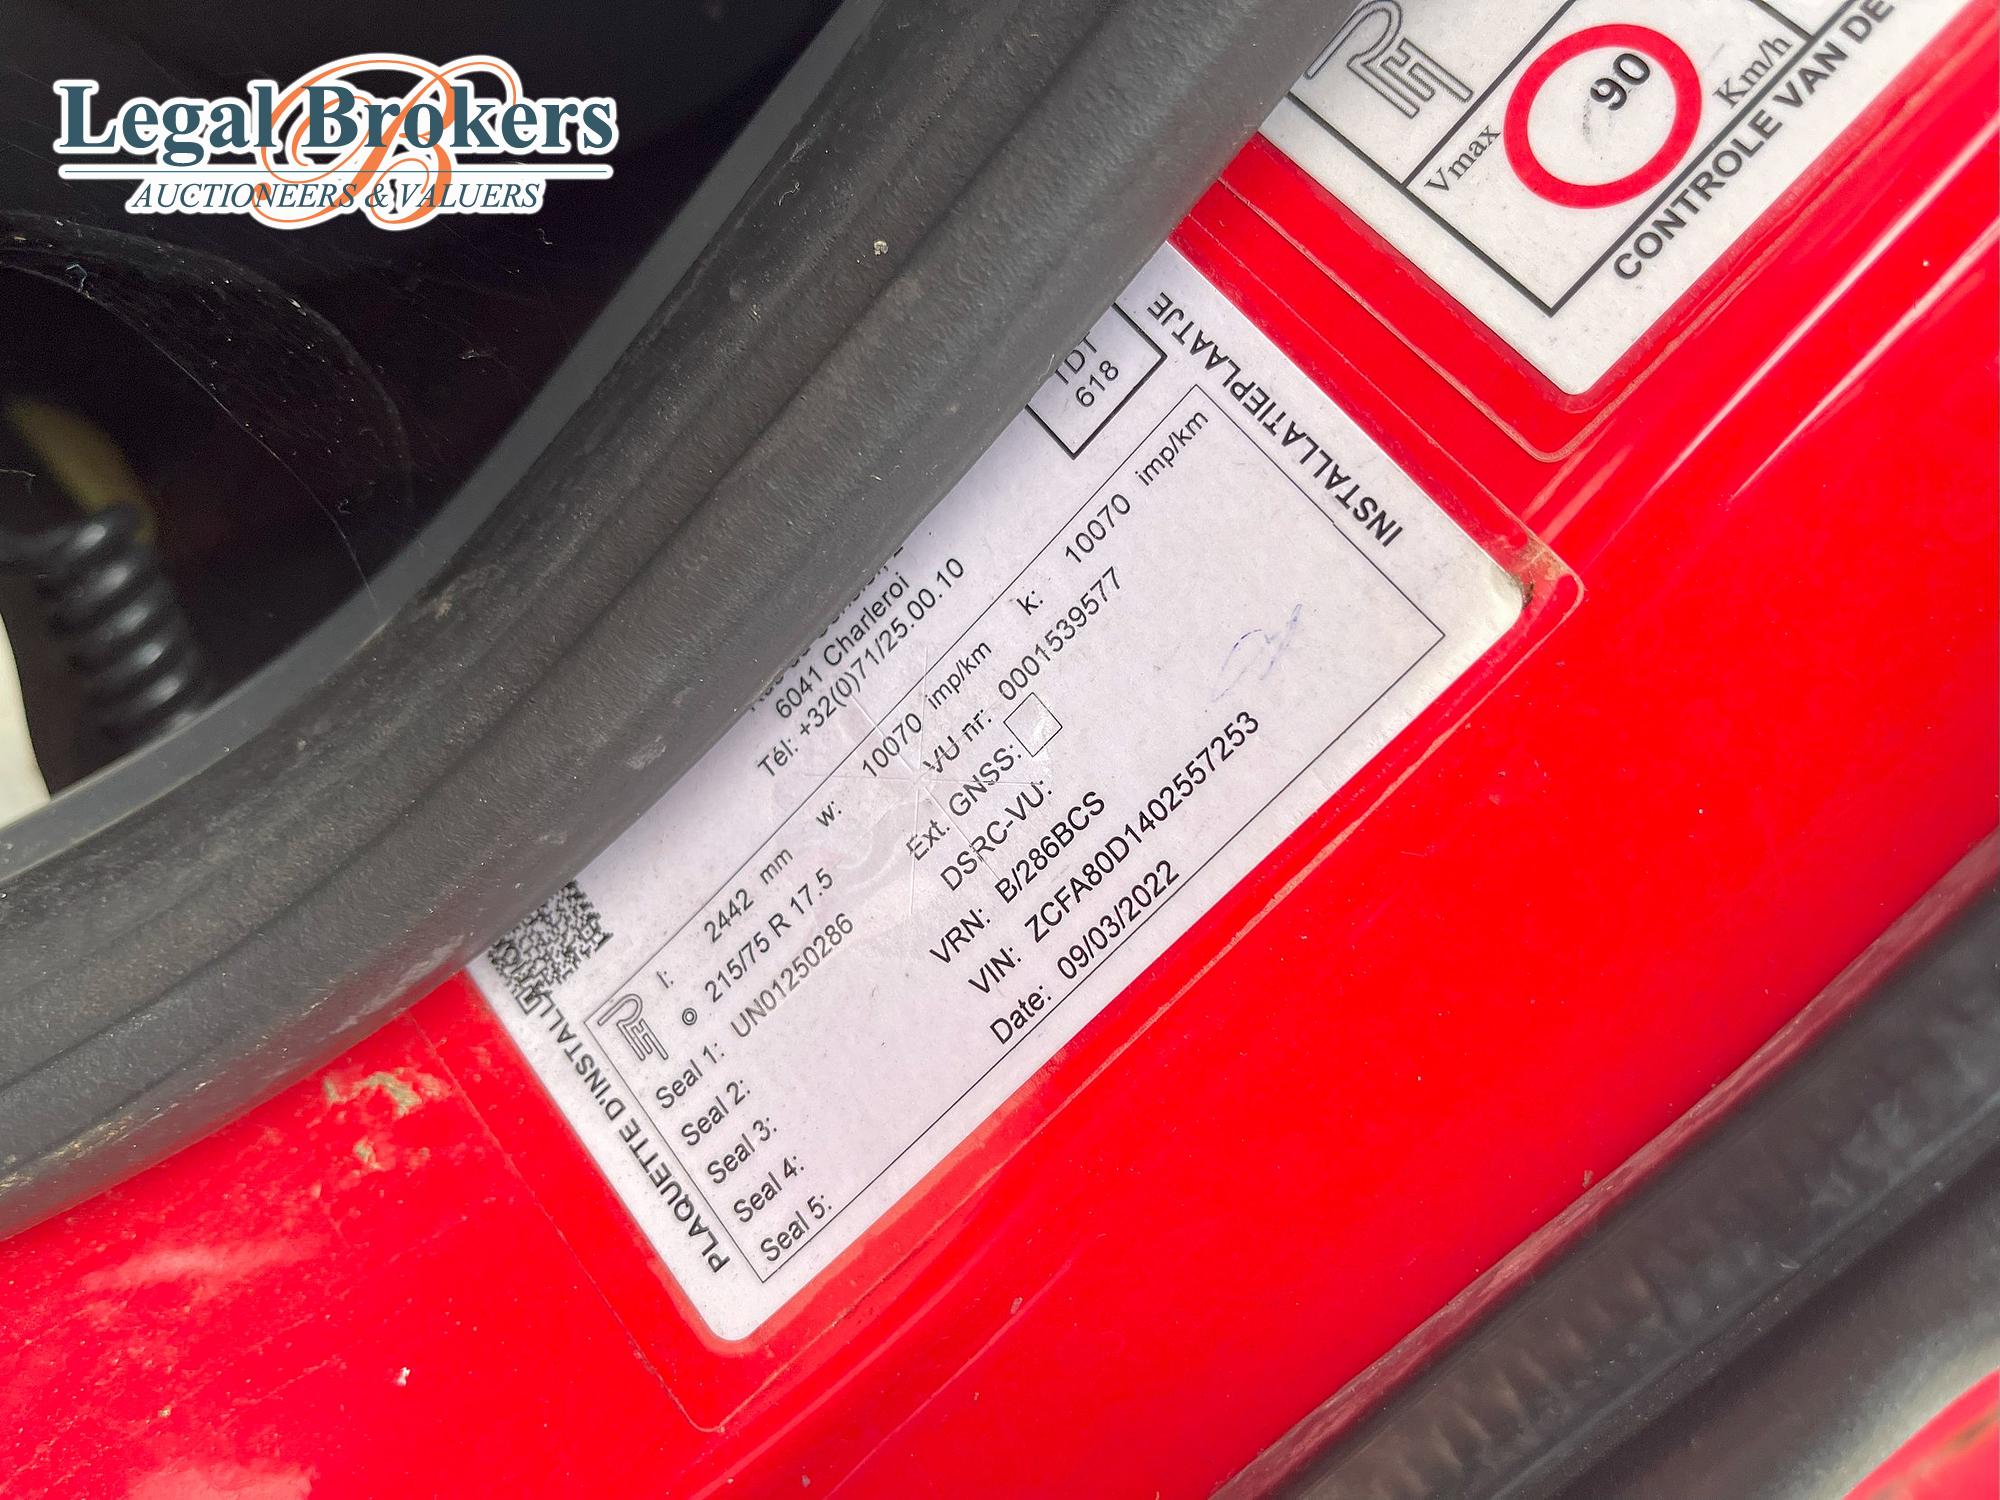 Legal Brokers
AUCTIONEERS & VALUERS
Vmax
90
Km/h
CONTROLE VAN DE
618
INSTALLATIEPLAATJE
6041 Charleroi
Tél: +32(0)71/25.00.10
l: 2442 mm w: 10070 imp/km k: 10070 imp/km
215/75 R 17.5 VU nr: 0001539577
Seal 1: UN01250286 Ext. GNSS:
Seal 2: DSRC-VU:
Seal 3: VRN: B/286BCS
Seal 4: VIN: ZCFA80D1402557253
Seal 5: Date: 09/03/2022
PLAQUETTE D'INSTALL